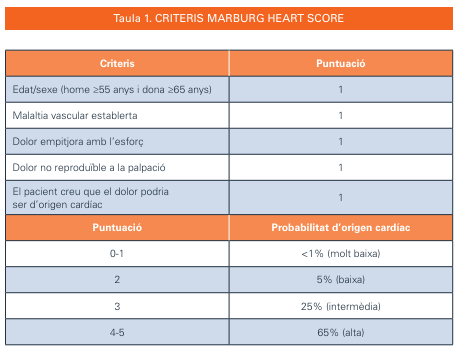 Taula 1. CRITERIS MARBURG HEART SCORE
Criteris Puntuació
Edat/sexe (home ≥55 anys i dona ≥65 anys) 1
Malaltia vascular establerta 1
Dolor empitjora amb l'esforç 1
Dolor no reproduïble a la palpació 1
El pacient creu que el dolor podria
ser d'origen cardíac 1
Puntuació Probabilitat d'origen cardíac
0-1 <1% (molt baixa)
2 5% (baixa)
3 25% (intermèdia)
4-5 65% (alta)